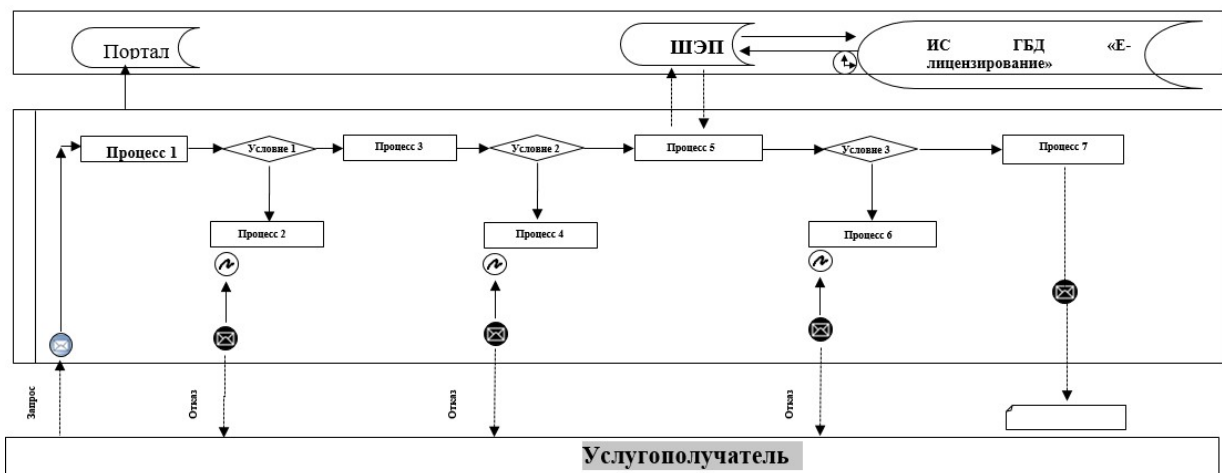 Портал
ШЭП
ИС ГБД «Е-
лицензирование»
Процесс 1
Условие 1
Процесс 3
Условие 2
Процесс 5
Условие 3
Процесс 7
Процесс 2
Процесс 4
Процесс 6
Запрос
Отказ
Отказ
Отказ
Услугополучатель